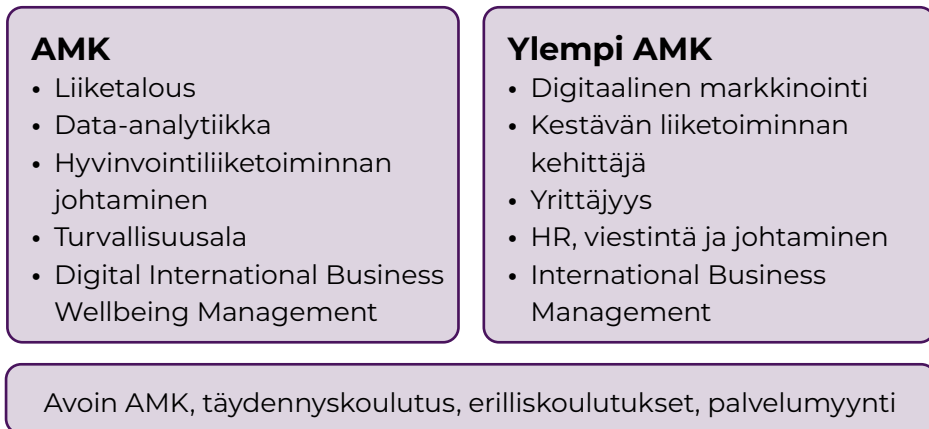 AMK
• Liiketalous
• Data-analytiikka
• Hyvinvointiliiketoiminnan
johtaminen
• Turvallisuusala
• Digital International Business
Wellbeing Management
Ylempi AMK
• Digitaalinen markkinointi
• Kestävän liiketoiminnan
kehittäjä
• Yrittäjyys
• HR, viestintä ja johtaminen
• International Business
Management
Avoin AMK, täydennyskoulutus, erilliskoulutukset, palvelumyynti